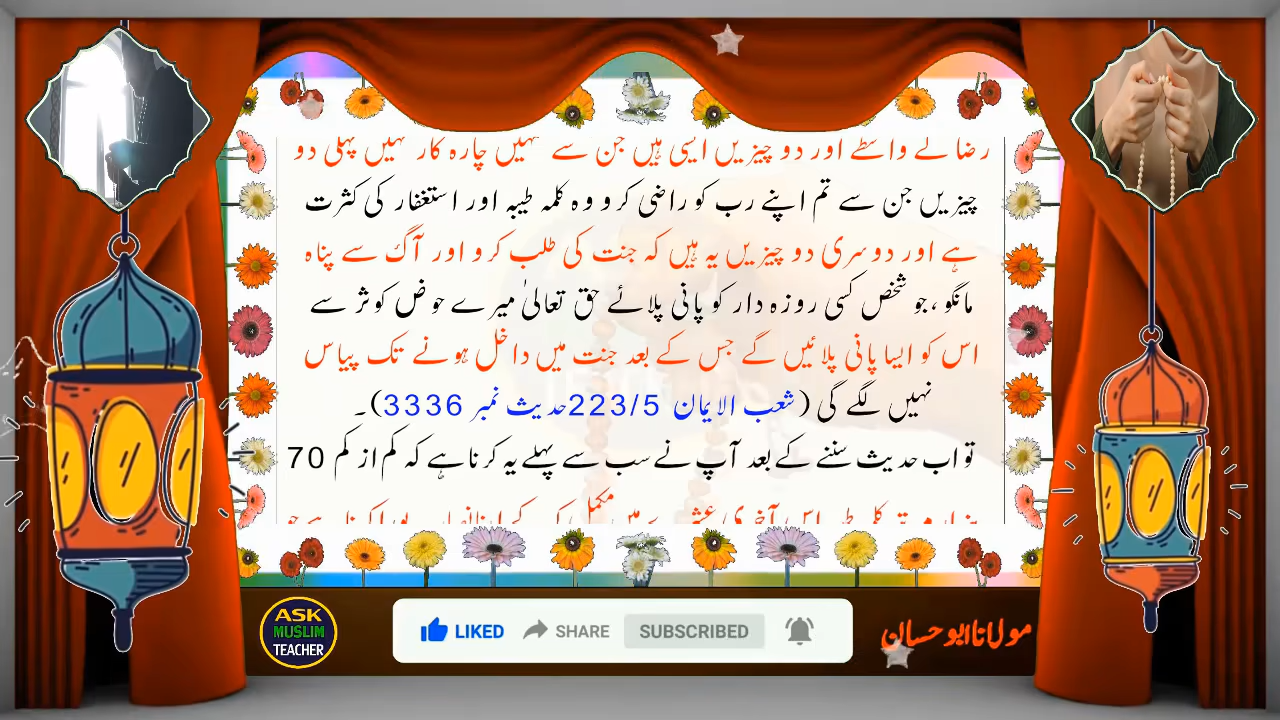 رضا کے واسطے اور دو چیزیں ایسی ہیں جن سے تمہیں چارہ کار نہیں پہلی دو
چیزیں جن سے تم اپنے رب کو راضی کرو وہ کلمہ طیبہ اور استغفار کی کثرت
ہے اور دوسری دو چیزیں یہ ہیں کہ جنت کی طلب کرو اور آگ سے پناہ
مانگو ،جو شخص کسی روزہ دار کو پانی پلائے حق تعالیٰ میرے حوض کوثر سے
اس کو ایسا پانی پلائیں گے جس کے بعد جنت میں داخل ہونے تک پیاس
نہیں لگے گی (شعب الایمان 223/5حدیث نمبر 3336)۔
تو اب حدیث سننے کے بعد آپ نے سب سے پہلے یہ کرنا ہے کہ کم از کم 70
ASK
MUSLIM
TEACHER
LIKED
SHARE
SUBSCRIBED
مولانا ابو حسان